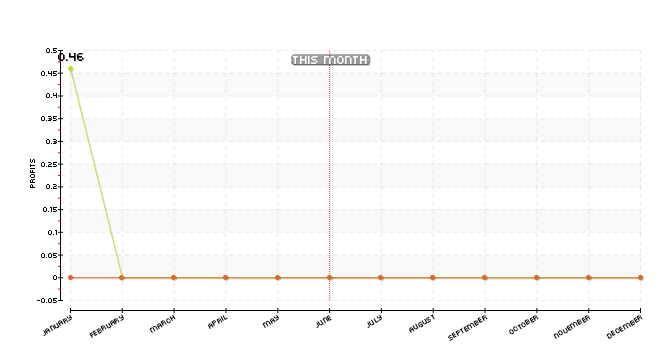 0.5
0.46
THIS MONTH
0.45
0.4
0.35
0.3
0.25
0.2
0.15
0.1
0.05
0
-0.05
PROFITS
JANUARY
FEBRUARY
MARCH
APRIL
MAY
JUNE
JULY
AUGUST
SEPTEMBER
OCTOBER
NOVEMBER
DECEMBER